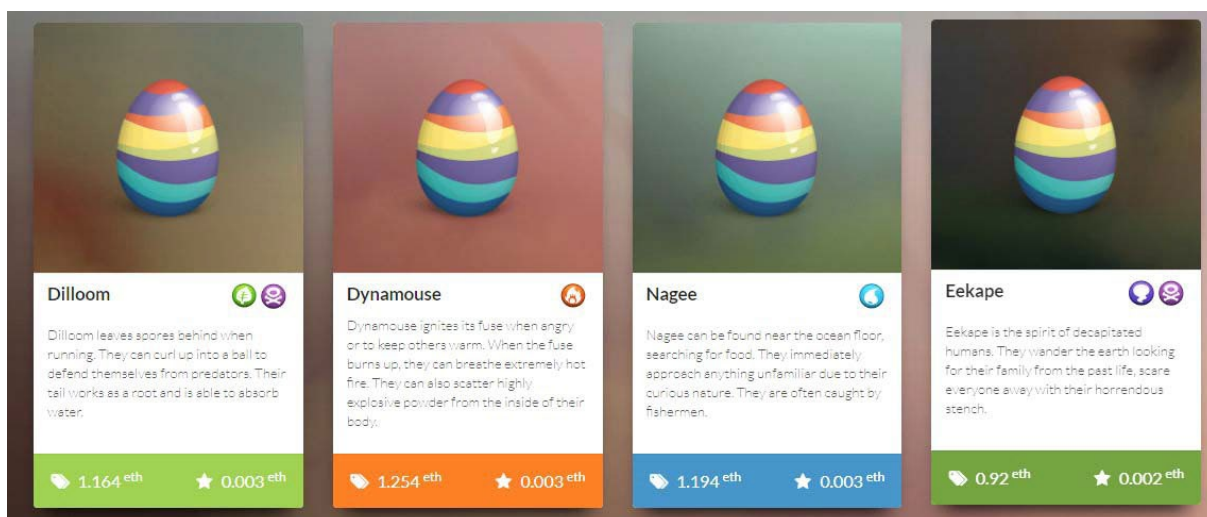 Dilloom
Dilloom leaves spores behind when
running. They can curl up into a ball to
defend themselves from predators. Their
tail works as a root and is able to absorb
water.
1.164 eth
0.003 eth
Dynamouse
Dynamouse ignites its fuse when angry
or to keep others warm. When the fuse
burns up, they can breathe extremely hot
fire. They can also scatter highly
explosive powder from the inside of their
body.
1.254 eth
0.003 eth
Nagee
Nagee can be found near the ocean floor,
searching for food. They immediately
approach anything unfamiliar due to their
curious nature. They are often caught by
fishermen.
1.194 eth
0.003 eth
Eekape
Eekape is the spirit of decapitated
humans. They wander the earth looking
for their family from the past life, scare
everyone away with their horrendous
stench.
0.92 eth
0.002 eth